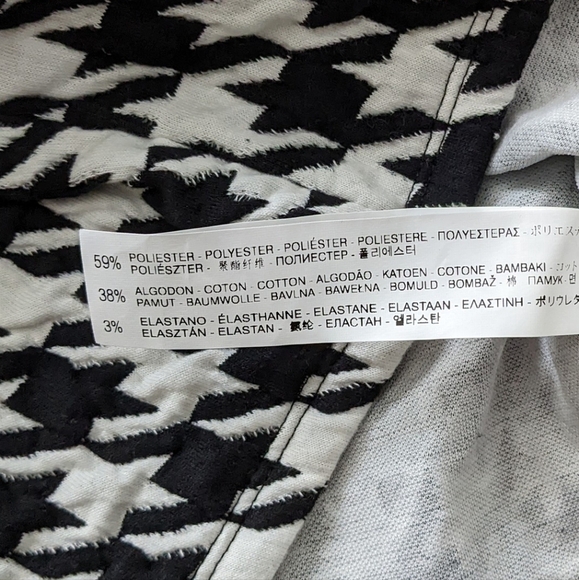 59% POLIESTER - POLYESTER - POLIÉSTER - POLIESTERE - ΠΟΛΥΕΣΤΕΡΑΣ - ポリエステ
POLIÉSZTER - 聚酯纤维 - ПОЛИЕСТЕР - 폴리에스터
38% ALGODON - COTON - COTTON - ALGODÃO - KATOEN - COTONE - BAMBAKI - コット
PAMUT - BAUMWOLLE - BAVLNA - BAWEŁNA - BOMULD - BOMBAŽ - 棉 ПАМУК - 면
3% ELASTANO - ÉLASTHANNE - ELASTANE - ELASTAAN - ΕΛΑΣΤΙΝΗ - ポリウレタ
ELASZTÁN - ELASTAN - 氨纶 - ЕЛАСТАН - 엘라스탄